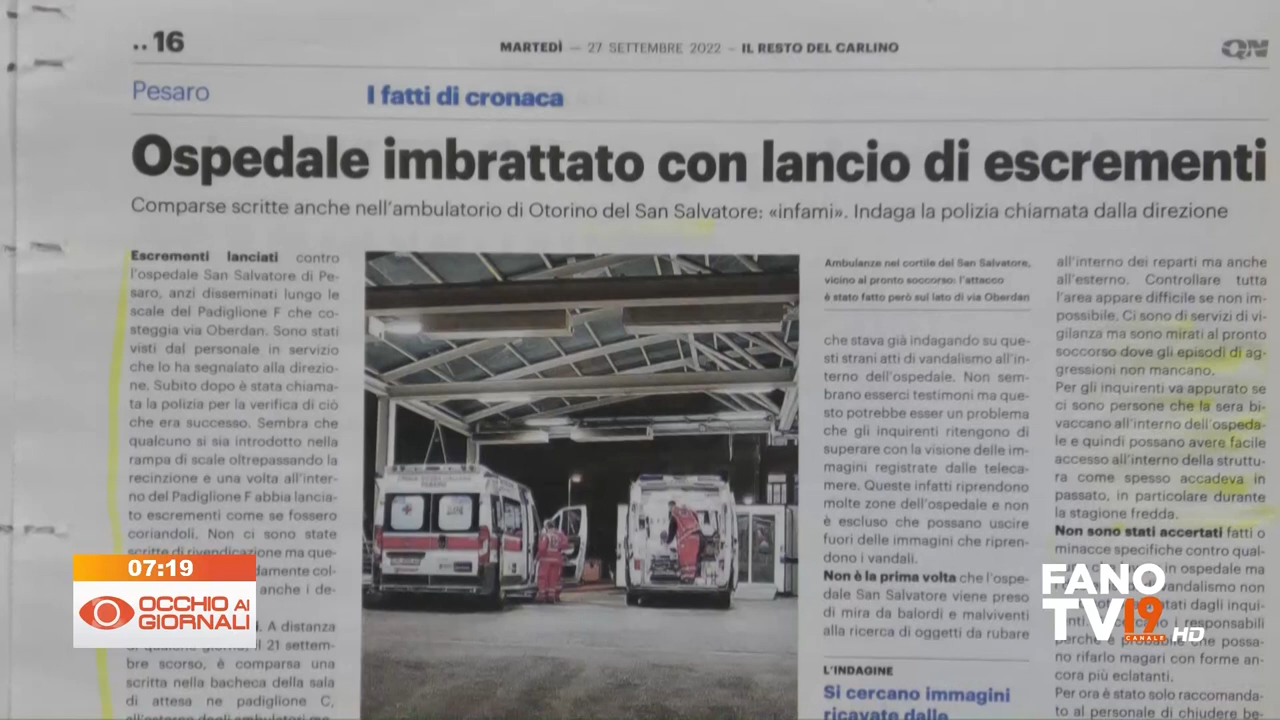 .. 16
MARTEDÌ — 27 SETTEMBRE 2022 – IL RESTO DEL CARLINO
QN
Pesaro
I fatti di cronaca
Ospedale imbrattato con lancio di escrementi
Comparse scritte anche nell'ambulatorio di Otorino del San Salvatore: «infami». Indaga la polizia chiamata dalla direzione
Escrementi lanciati contro
l'ospedale San Salvatore di Pe-
saro, anzi disseminati lungo le
scale del Padiglione F che co-
steggia via Oberdan. Sono stati
visti dal personale in servizio
che lo ha segnalato alla direzio-
ne. Subito dopo è stata chiama-
ta la polizia per la verifica di ciò
che era successo. Sembra che
qualcuno si sia introdotto nella
rampa di scale oltrepassando la
recinzione e una volta all'inter-
no del Padiglione F abbia lancia-
to escrementi come se fossero
coriandoli. Non ci sono state
scritte di rivendicazione ma que-
damente col-
anche i de-
A distanza
di qualche giorno, il 21 settem-
bre scorso, è comparsa una
scritta nella bacheca della sala
di attesa ne padiglione C,
Ambulanze nel cortile del San Salvatore,
vicino al pronto soccorso: l'attacco
è stato fatto però sul lato di via Oberdan
che stava già indagando su que-
sti strani atti di vandalismo all'in-
terno dell'ospedale. Non sem-
brano esserci testimoni ma que-
sto potrebbe esser un problema
che gli inquirenti ritengono di
superare con la visione delle im-
magini registrate dalle teleca-
mere. Queste infatti riprendono
molte zone dell'ospedale e non
è escluso che possano uscire
fuori delle immagini che ripren-
dono i vandali.
Non è la prima volta che l'ospe-
dale San Salvatore viene preso
di mira da balordi e malviventi
alla ricerca di oggetti da rubare
L'INDAGINE
Si cercano immagini
ricavate dalle
all'interno dei reparti ma anche
all'esterno. Controllare tutta
l'area appare difficile se non im-
possibile. Ci sono di servizi di vi-
gilanza ma sono mirati al pronto
soccorso dove gli episodi di ag-
gressioni non mancano.
Per gli inquirenti va appurato se
ci sono persone che la sera bi-
vaccano all'interno dell'ospeda-
le e quindi possano avere facile
accesso all'interno della struttu-
ra come spesso accadeva in
passato, in particolare durante
la stagione fredda.
Non sono stati accertati fatti o
minacce specifiche contro qual-
in ospedale ma
vandalismo non
tati dagli inqui-
responsabili
perché è probabile che possa-
no rifarlo magari con forme an-
cora più eclatanti.
Per ora è stato solo raccomanda-
to al personale di chiudere be-
07:19
OCCHIO AI
GIORNALI
FANO
TV19
CANALE
HD